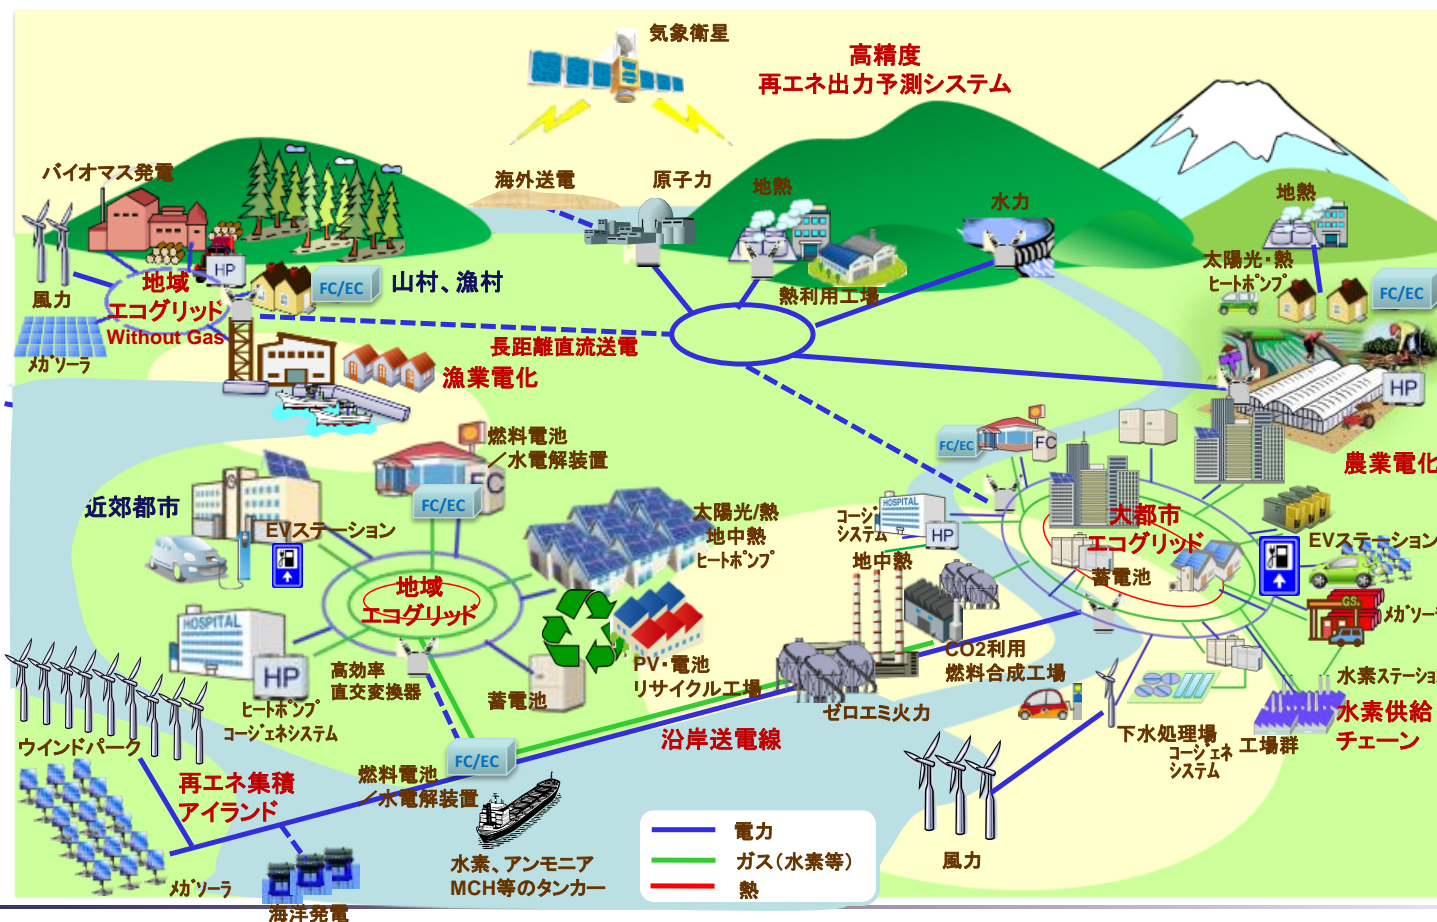 気象衛星
高精度
再エネ出力予測システム
バイオマス発電
海外送電
原子力
地熱
水力
地熱
太陽光・熱
ヒートポンプ
HP
FC/EC
山村、漁村
FC/EC
風力
地域
エコグリッド
Without Gas
熱利用工場
メガソーラ
長距離直流送電
漁業電化
HP
燃料電池
／水電解装置
FC
FC/EC
FC/EC
FC
農業電化
近郊都市
EVステーション
太陽光/熱
地中熱
ヒートポンプ
HOSPITAL
コージェ
システム
HP
地中熱
大都市
エコグリッド
蓄電池
EVステーション
GS
メガソーラ
地域
エコグリッド
HOSPITAL
HP
高効率
直交変換器
蓄電池
PV・電池
リサイクル工場
CO2利用
燃料合成工場
ゼロエミ火力
水素ステーション
ヒートポンプ
コージェネシステム
ウインドパーク
沿岸送電線
下水処理場
コージェネ
システム
工場群
水素供給
チェーン
再エネ集積
アイランド
FC/EC
燃料電池
／水電解装置
水素、アンモニア
MCH等のタンカー
メガソーラ
海洋発電
風力
電力
ガス（水素等）
熱